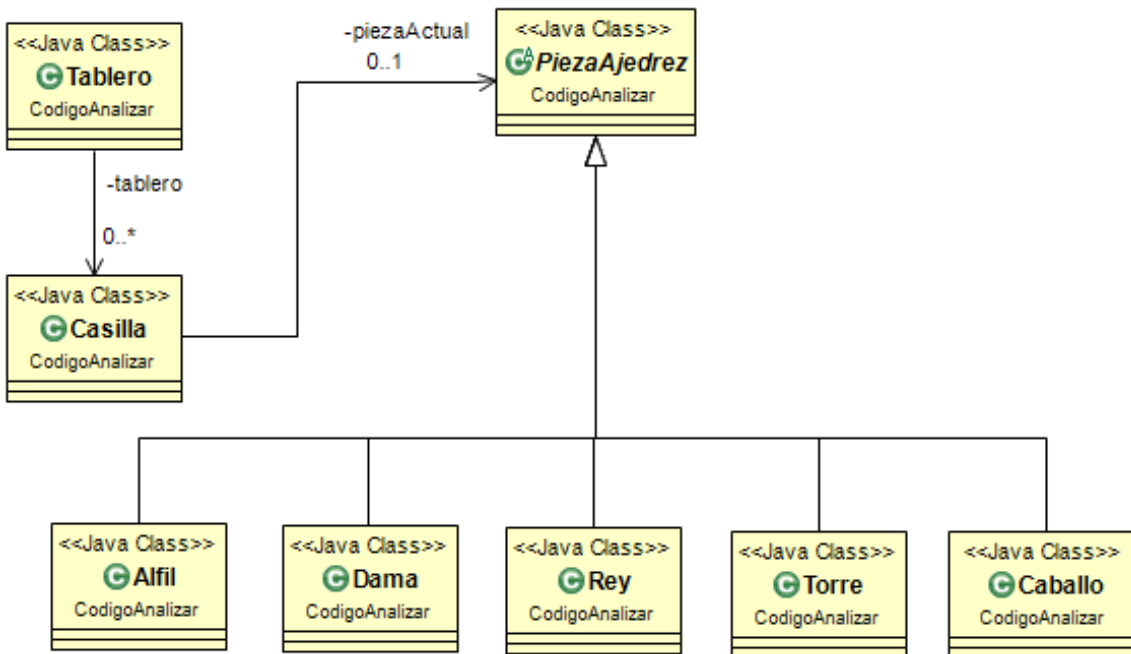 <<Java Class>>
Tablero
CodigoAnalizar
-tablero
0..*
<<Java Class>>
Casilla
CodigoAnalizar
-piezaActual
0..1
<<Java Class>>
PiezaAjedrez
CodigoAnalizar
<<Java Class>>
Alfil
CodigoAnalizar
<<Java Class>>
Dama
CodigoAnalizar
<<Java Class>>
Rey
CodigoAnalizar
<<Java Class>>
Torre
CodigoAnalizar
<<Java Class>>
Caballo
CodigoAnalizar